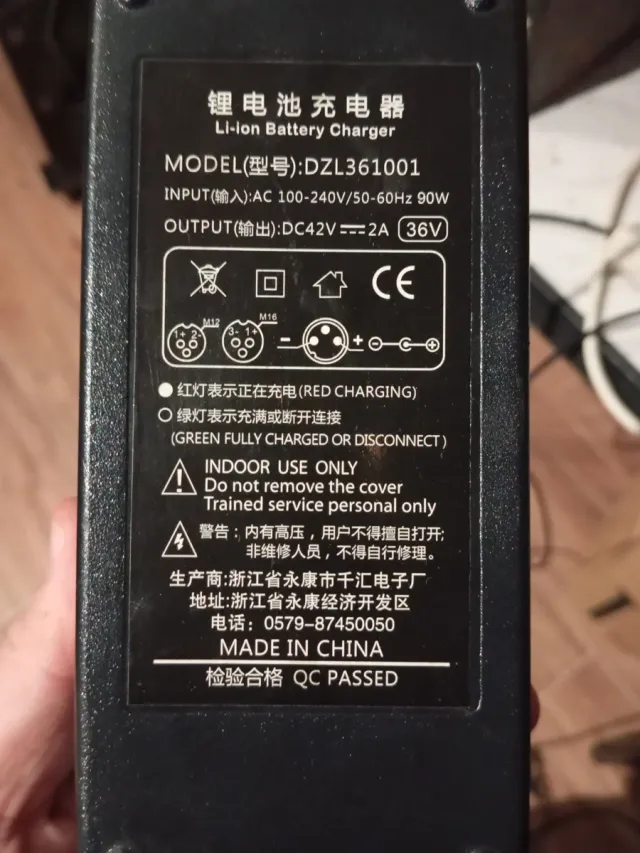 锂电池充电器
Li-ion Battery Charger
MODEL(型号):DZL361001
INPUT(输入):AC 100-240V/50-60Hz 90W
OUTPUT(输出):DC42V⎓2A 36V
CE
M12 M16
1+ 2- 3- 1+ - +
红灯表示正在充电(RED CHARGING)
绿灯表示充满或断开连接
(GREEN FULLY CHARGED OR DISCONNECT)
INDOOR USE ONLY
Do not remove the cover
Trained service personal only
警告：内有高压，用户不得擅自打开;
非维修人员，不得自行修理。
生产商:浙江省永康市千汇电子厂
地址:浙江省永康经济开发区
电话：0579-87450050
MADE IN CHINA
检验合格 QC PASSED